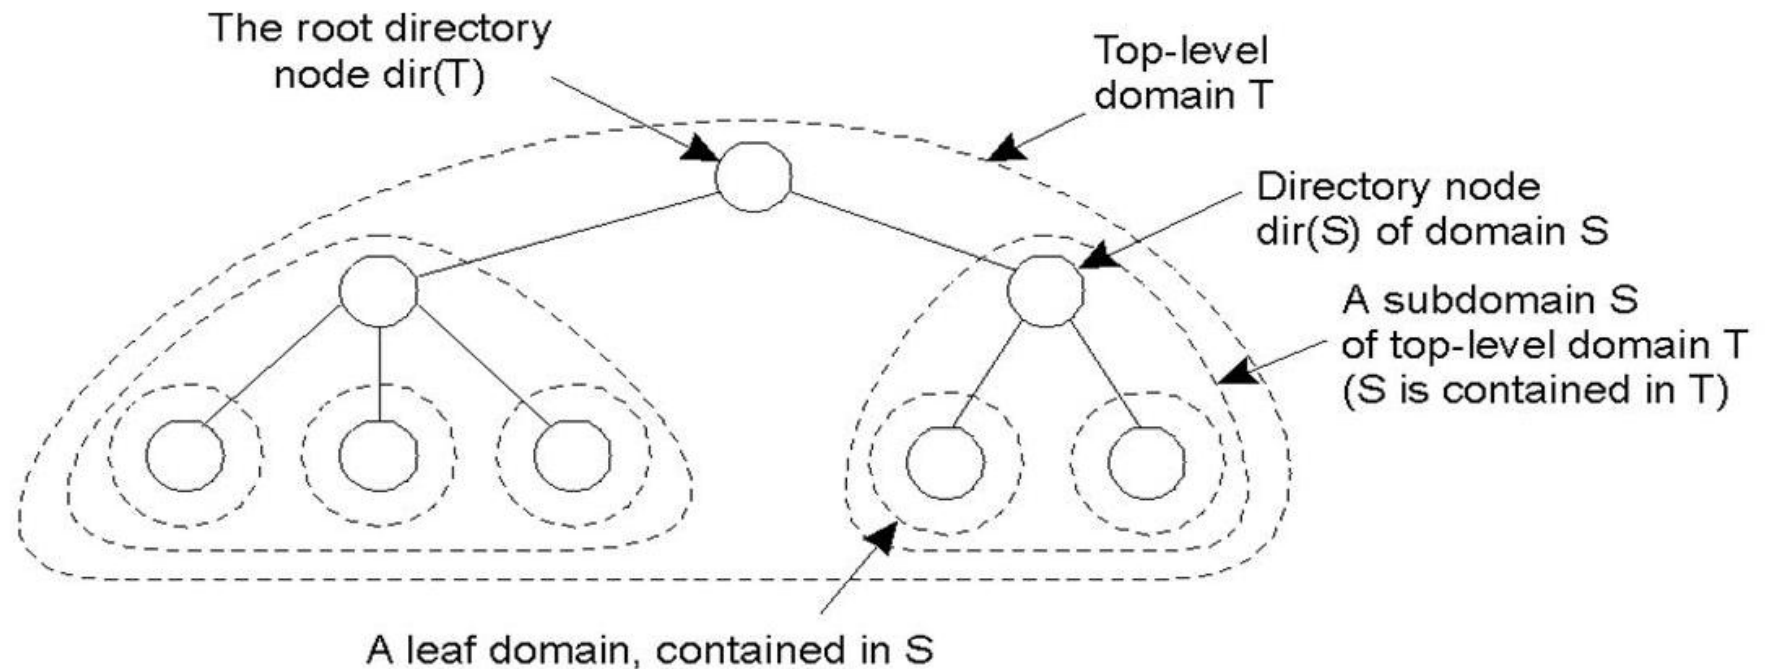 The root directory
node dir(T)
Top-level
domain T
Directory node
dir(S) of domain S
A subdomain S
of top-level domain T
(S is contained in T)
A leaf domain, contained in S